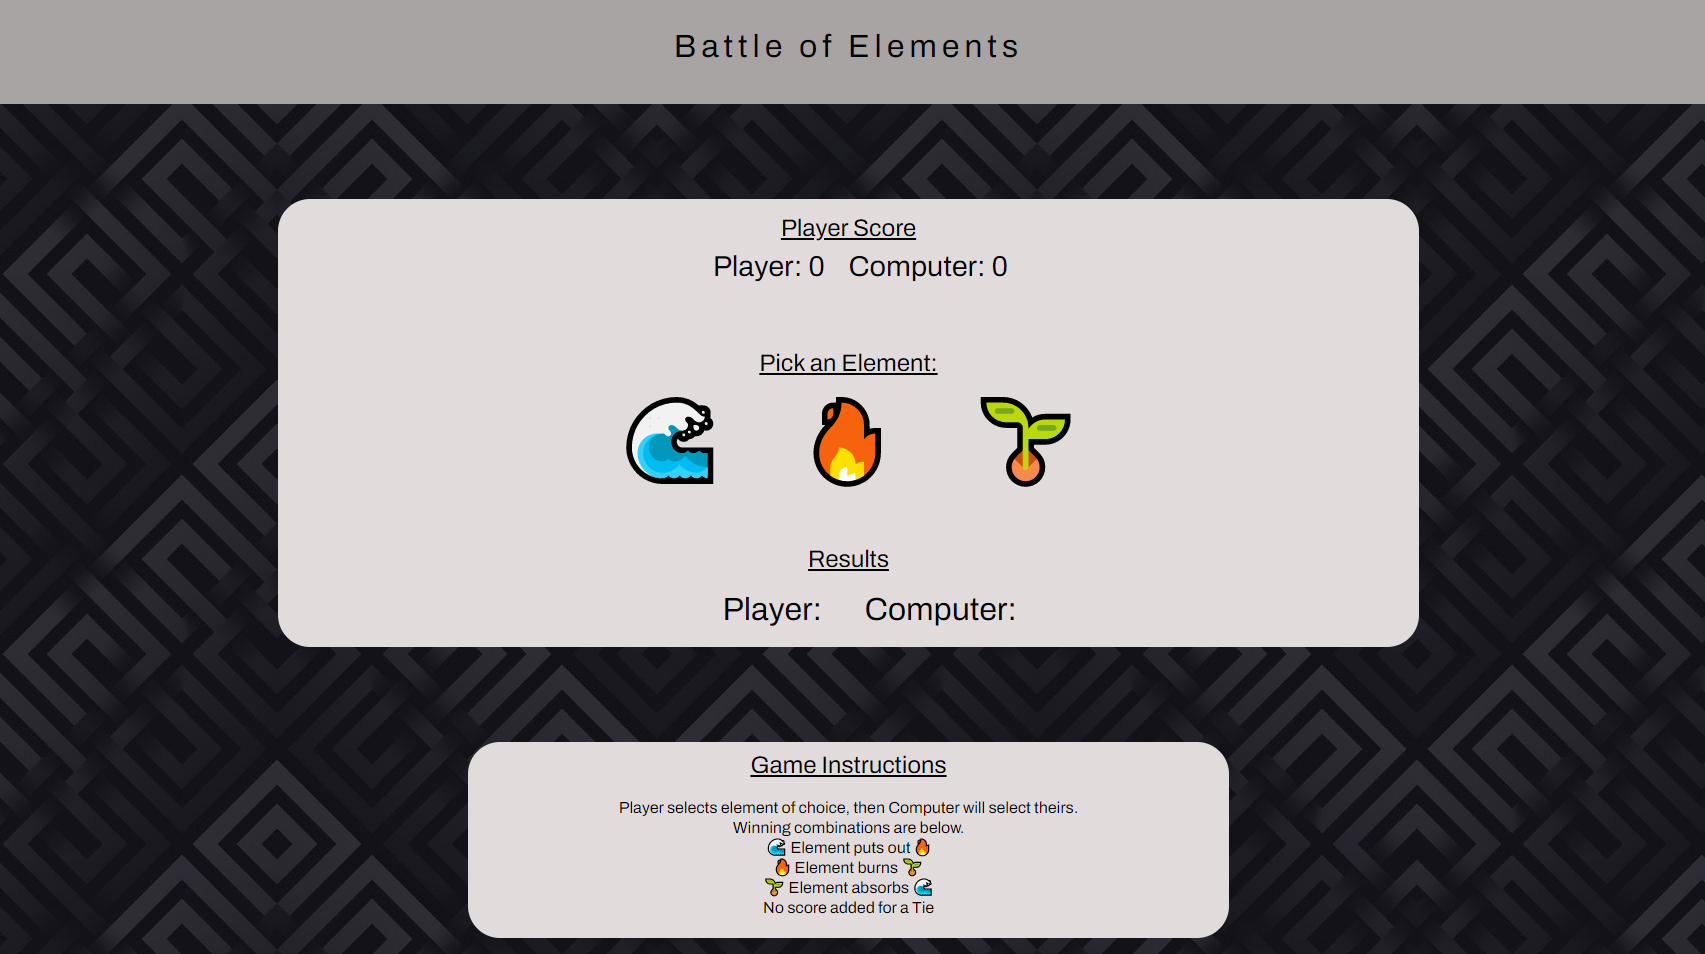 Battle of Elements
Player Score
Player: 0 Computer: 0
Pick an Element:
Results
Player: Computer:
Game Instructions
Player selects element of choice, then Computer will select theirs.
Winning combinations are below.
🌊 Element puts out 🔥
🔥 Element burns 🌱
🌱 Element absorbs 🌊
No score added for a Tie